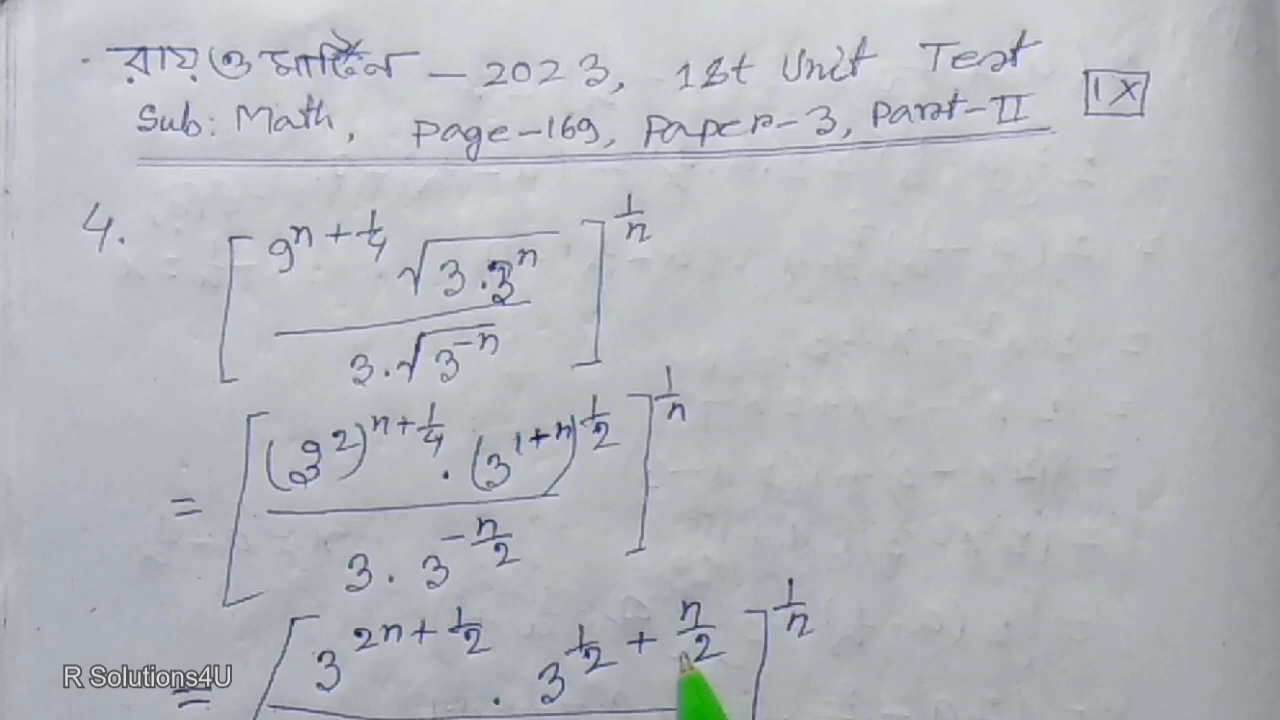 রায় ও মার্টিন – 2023, 1st Unit Test
Sub: Math, Page-169, Paper-3, Part-II
IX
4. [9^{n+1/4} √(3.3^n) / 3.√(3^{-n})]^{1/n}
= [(3^2)^{n+1/4} . (3^{1+n})^{1/2} / 3.3^{-n/2}]^{1/n}
= [3^{2n+1/2} . 3^{1/2+n/2}]^{1/n}
R Solutions4U